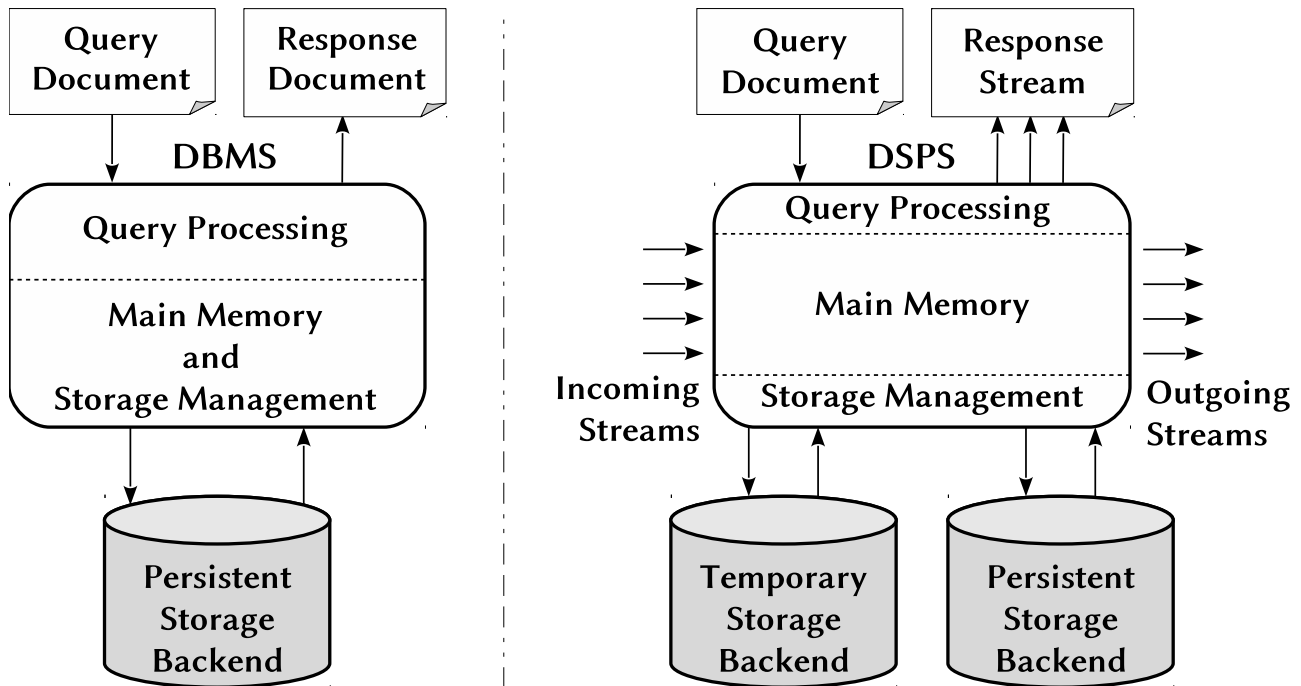 Query
Document
Response
Document
DBMS
Query Processing
Main Memory
and
Storage Management
Persistent
Storage
Backend
Query
Document
Response
Stream
DSPS
Query Processing
Main Memory
Storage Management
Incoming
Streams
Outgoing
Streams
Temporary
Storage
Backend
Persistent
Storage
Backend